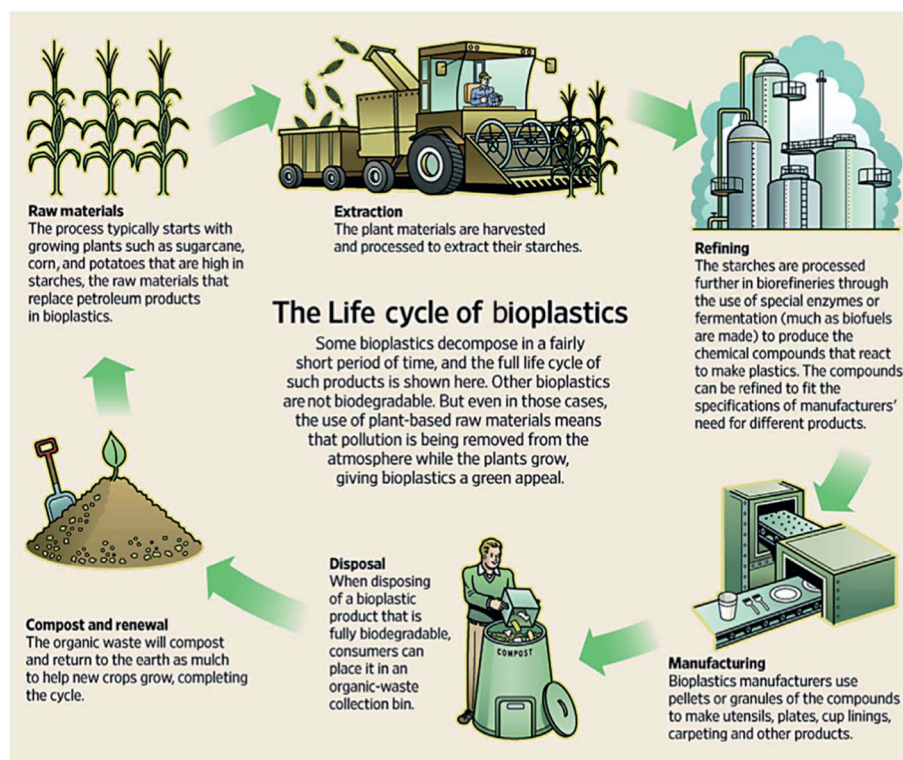 Raw materials
The process typically starts with
growing plants such as sugarcane,
corn, and potatoes that are high in
starches, the raw materials that
replace petroleum products
in bioplastics.
Extraction
The plant materials are harvested
and processed to extract their starches.
Refining
The starches are processed
further in biorefineries through
the use of special enzymes or
fermentation (much as biofuels
are made) to produce the
chemical compounds that react
to make plastics. The compounds
can be refined to fit the
specifications of manufacturers'
need for different products.
The Life cycle of bioplastics
Some bioplastics decompose in a fairly
short period of time, and the full life cycle of
such products is shown here. Other bioplastics
are not biodegradable. But even in those cases,
the use of plant-based raw materials means
that pollution is being removed from the
atmosphere while the plants grow,
giving bioplastics a green appeal.
Manufacturing
Bioplastics manufacturers use
pellets or granules of the compounds
to make utensils, plates, cup linings,
carpeting and other products.
Disposal
When disposing
of a bioplastic
product that is
fully biodegradable,
consumers can
place it in an
organic-waste
collection bin.
COMPOST
Compost and renewal
The organic waste will compost
and return to the earth as mulch
to help new crops grow, completing
the cycle.